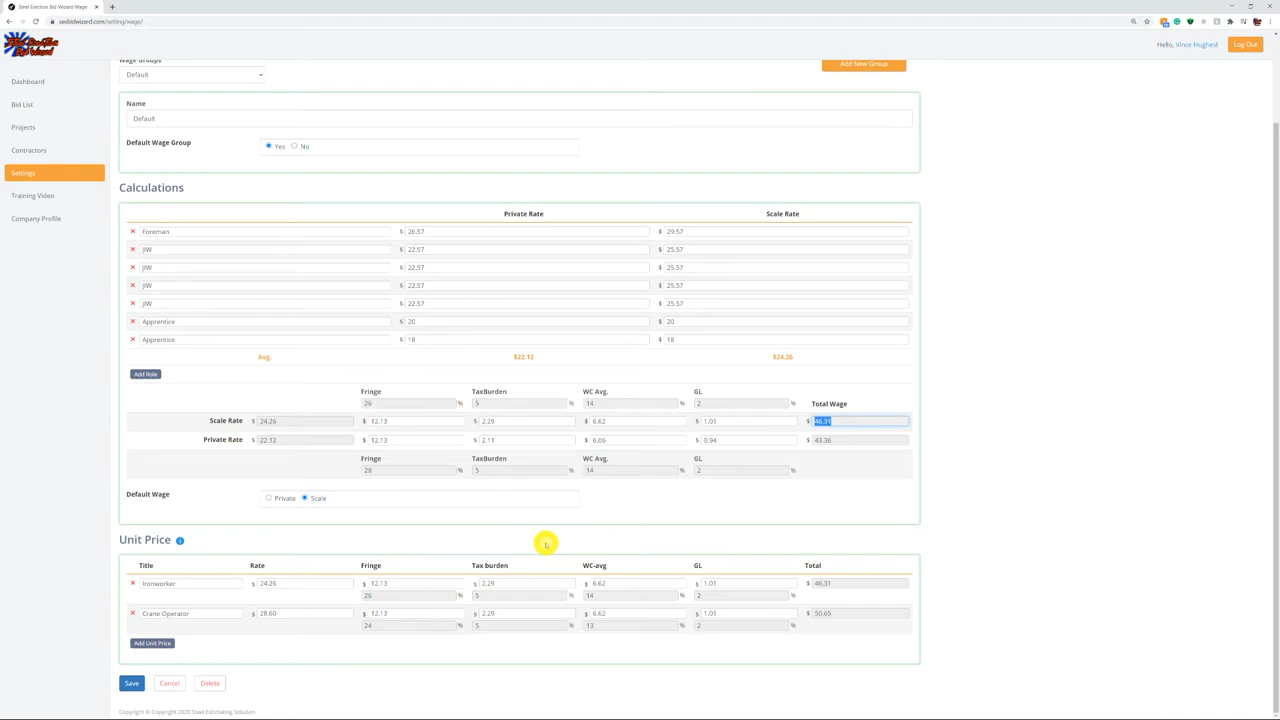 Steel Erection Bid Wizard Wage
sesbidwizard.com/setting/wage/
Steel Erection Bid Wizard
Hello, Vince Hughes!
Log Out
Dashboard
Bid List
Projects
Contractors
Settings
Training Video
Company Profile
Wage Groups
Default
Add New Group
Name
Default
Default Wage Group
Yes No
Calculations
Private Rate Scale Rate
Foreman $ 26.57 $ 29.57
JIW $ 22.57 $ 25.57
JIW $ 22.57 $ 25.57
JIW $ 22.57 $ 25.57
JIW $ 22.57 $ 25.57
Apprentice $ 20 $ 20
Apprentice $ 18 $ 18
Avg. $22.12 $24.26
Add Role
Fringe TaxBurden WC Avg. GL
26 % 5 % 14 % 2 % Total Wage
Scale Rate $ 24.26 $ 12.13 $ 2.29 $ 6.62 $ 1.01 $ 46.31
Private Rate $ 22.12 $ 12.13 $ 2.11 $ 6.06 $ 0.94 $ 43.36
Fringe TaxBurden WC Avg. GL
28 % 5 % 14 % 2 %
Default Wage Private Scale
Unit Price
Title Rate Fringe Tax burden WC-avg GL Total
Ironworker $ 24.26 $ 12.13 $ 2.29 $ 6.62 $ 1.01 $ 46.31
26 % 5 % 14 % 2 %
Crane Operator $ 28.60 $ 12.13 $ 2.29 $ 6.62 $ 1.01 $ 50.65
24 % 5 % 13 % 2 %
Add Unit Price
Save Cancel Delete
Copyright © Copyright 2020 Steel Estimating Solution